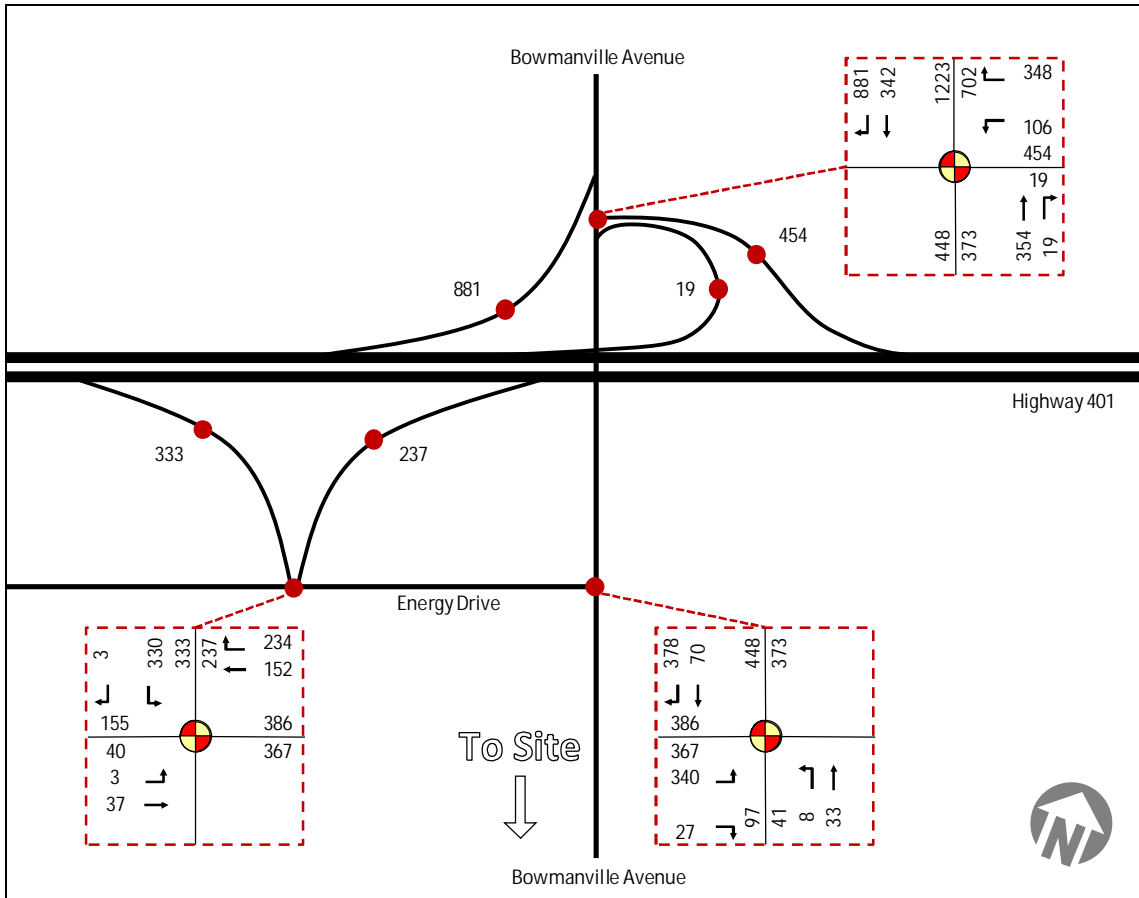 Bowmanville Avenue
881 342 1223 702 348
106
454
19
448 373 354 19
454
881
19
Highway 401
333
237
Energy Drive
3 330 333 237 234
152
155 386
40 367
3
37
378 70 448 373
386
367
340
27 97 41 8 33
To Site
N
Bowmanville Avenue